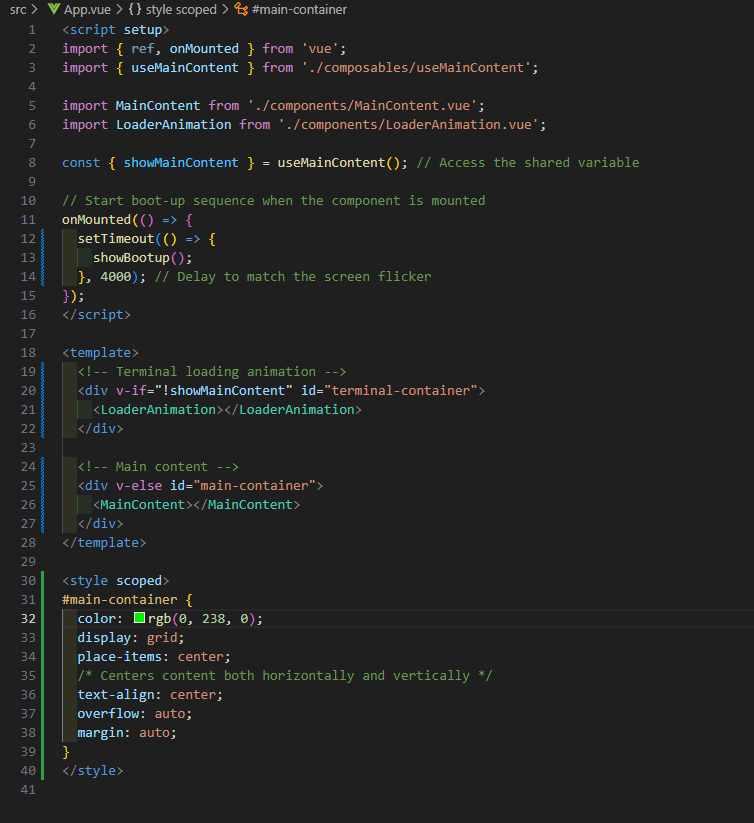 src > App.vue > {} style scoped > #main-container
1 <script setup>
2 import { ref, onMounted } from 'vue';
3 import { useMainContent } from './composables/useMainContent';
4
5 import MainContent from './components/MainContent.vue';
6 import LoaderAnimation from './components/LoaderAnimation.vue';
7
8 const { showMainContent } = useMainContent(); // Access the shared variable
9
10 // Start boot-up sequence when the component is mounted
11 onMounted(() => {
12   setTimeout(() => {
13     showBootup();
14   }, 4000); // Delay to match the screen flicker
15 });
16 </script>
17
18 <template>
19   <!-- Terminal loading animation -->
20   <div v-if="!showMainContent" id="terminal-container">
21     <LoaderAnimation></LoaderAnimation>
22   </div>
23
24   <!-- Main content -->
25   <div v-else id="main-container">
26     <MainContent></MainContent>
27   </div>
28 </template>
29
30 <style scoped>
31 #main-container {
32   color: rgb(0, 238, 0);
33   display: grid;
34   place-items: center;
35   /* Centers content both horizontally and vertically */
36   text-align: center;
37   overflow: auto;
38   margin: auto;
39 }
40 </style>
41